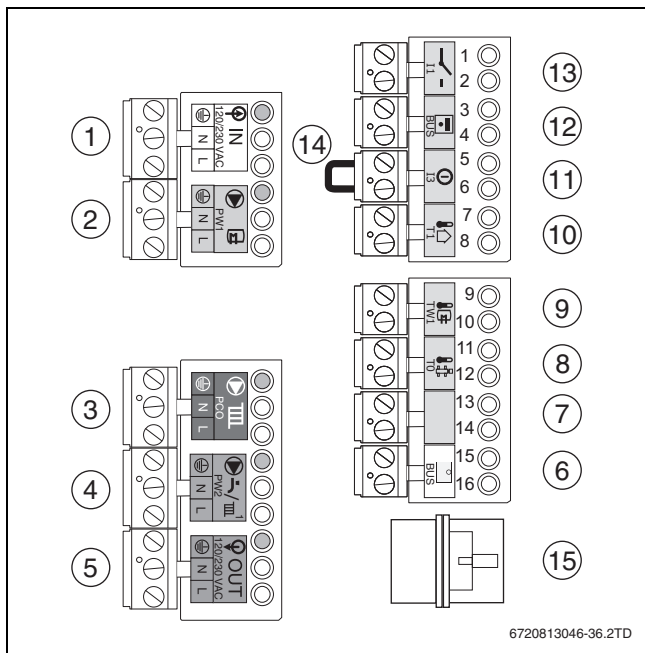 1
2
3
4
5
IN
120/230 VAC
N
L
PW1
N
L
PCO
N
L
PW2
1
N
L
OUT
120/230 VAC
N
L
14
I1
1
2
13
BUS
3
4
12
I3
5
6
11
T1
7
8
10
TW1
9
10
9
T0
11
12
8
13
14
7
BUS
15
16
6
15
6720813046-36.2TD